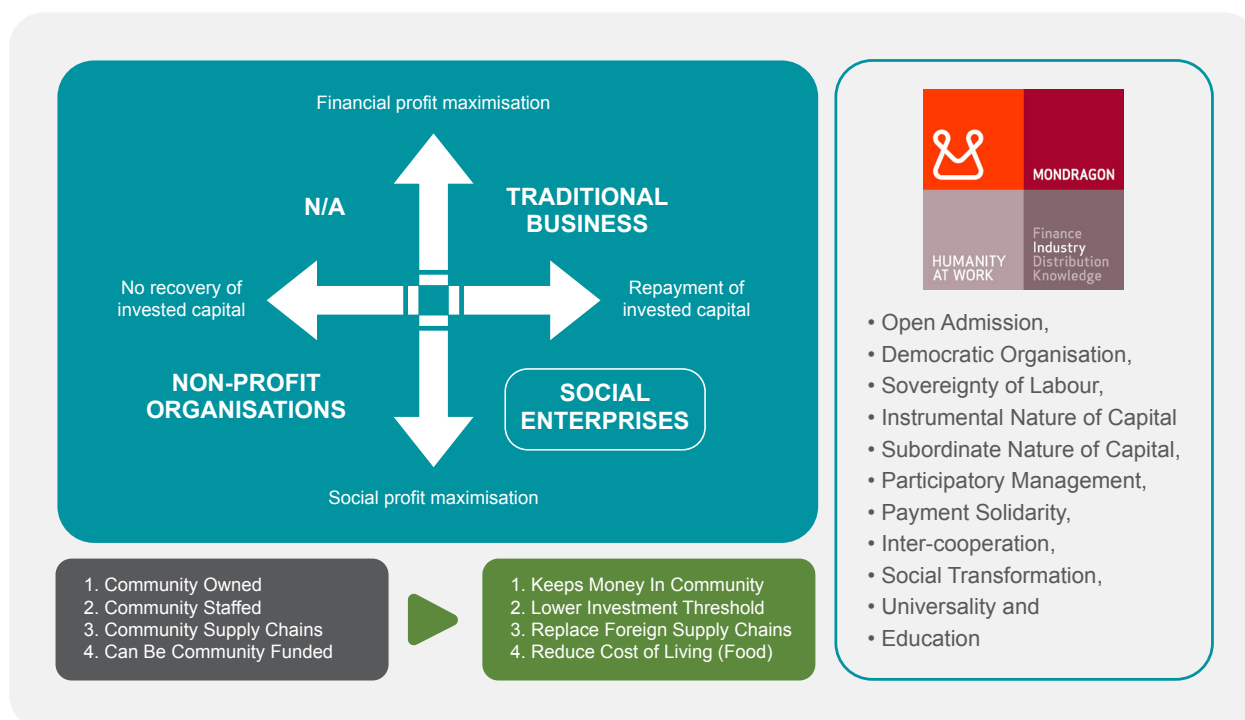 Financial profit maximisation
N/A
TRADITIONAL
BUSINESS
No recovery of
invested capital
Repayment of
invested capital
NON-PROFIT
ORGANISATIONS
SOCIAL
ENTERPRISES
Social profit maximisation
1. Community Owned
2. Community Staffed
3. Community Supply Chains
4. Can Be Community Funded
1. Keeps Money In Community
2. Lower Investment Threshold
3. Replace Foreign Supply Chains
4. Reduce Cost of Living (Food)
MONDRAGON
HUMANITY
AT WORK
Finance
Industry
Distribution
Knowledge
• Open Admission,
• Democratic Organisation,
• Sovereignty of Labour,
• Instrumental Nature of Capital
• Subordinate Nature of Capital,
• Participatory Management,
• Payment Solidarity,
• Inter-cooperation,
• Social Transformation,
• Universality and
• Education